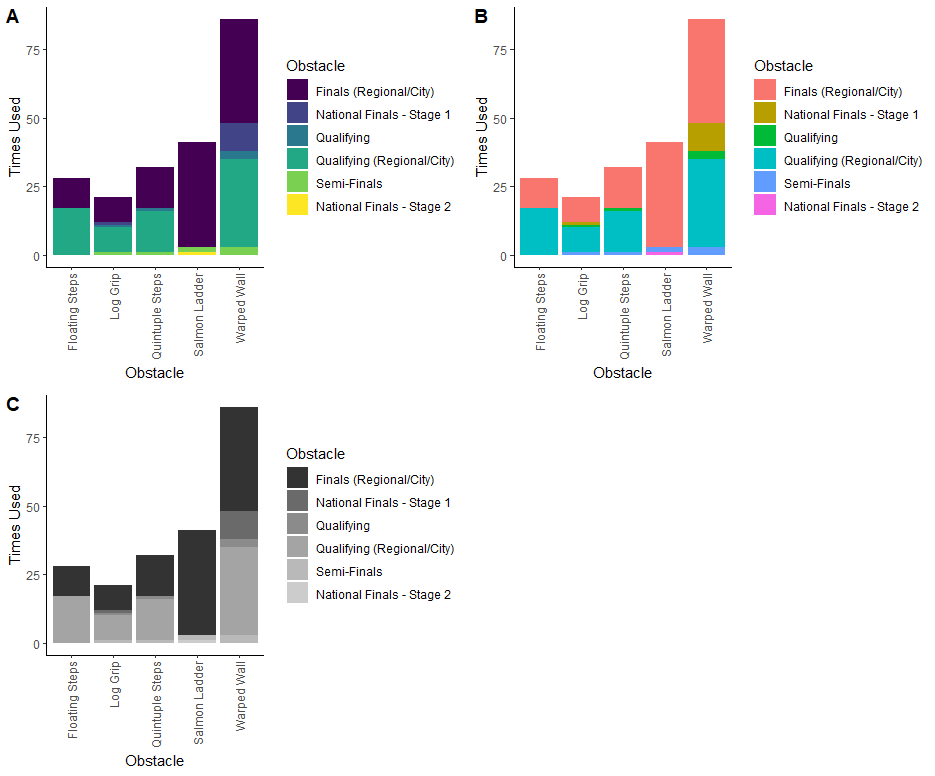 A
Times Used
75
50
25
0
Floating Steps
Log Grip
Quintuple Steps
Salmon Ladder
Warped Wall
Obstacle
Obstacle
Finals (Regional/City)
National Finals - Stage 1
Qualifying
Qualifying (Regional/City)
Semi-Finals
National Finals - Stage 2
B
Times Used
75
50
25
0
Floating Steps
Log Grip
Quintuple Steps
Salmon Ladder
Warped Wall
Obstacle
Obstacle
Finals (Regional/City)
National Finals - Stage 1
Qualifying
Qualifying (Regional/City)
Semi-Finals
National Finals - Stage 2
C
Times Used
75
50
25
0
Floating Steps
Log Grip
Quintuple Steps
Salmon Ladder
Warped Wall
Obstacle
Obstacle
Finals (Regional/City)
National Finals - Stage 1
Qualifying
Qualifying (Regional/City)
Semi-Finals
National Finals - Stage 2